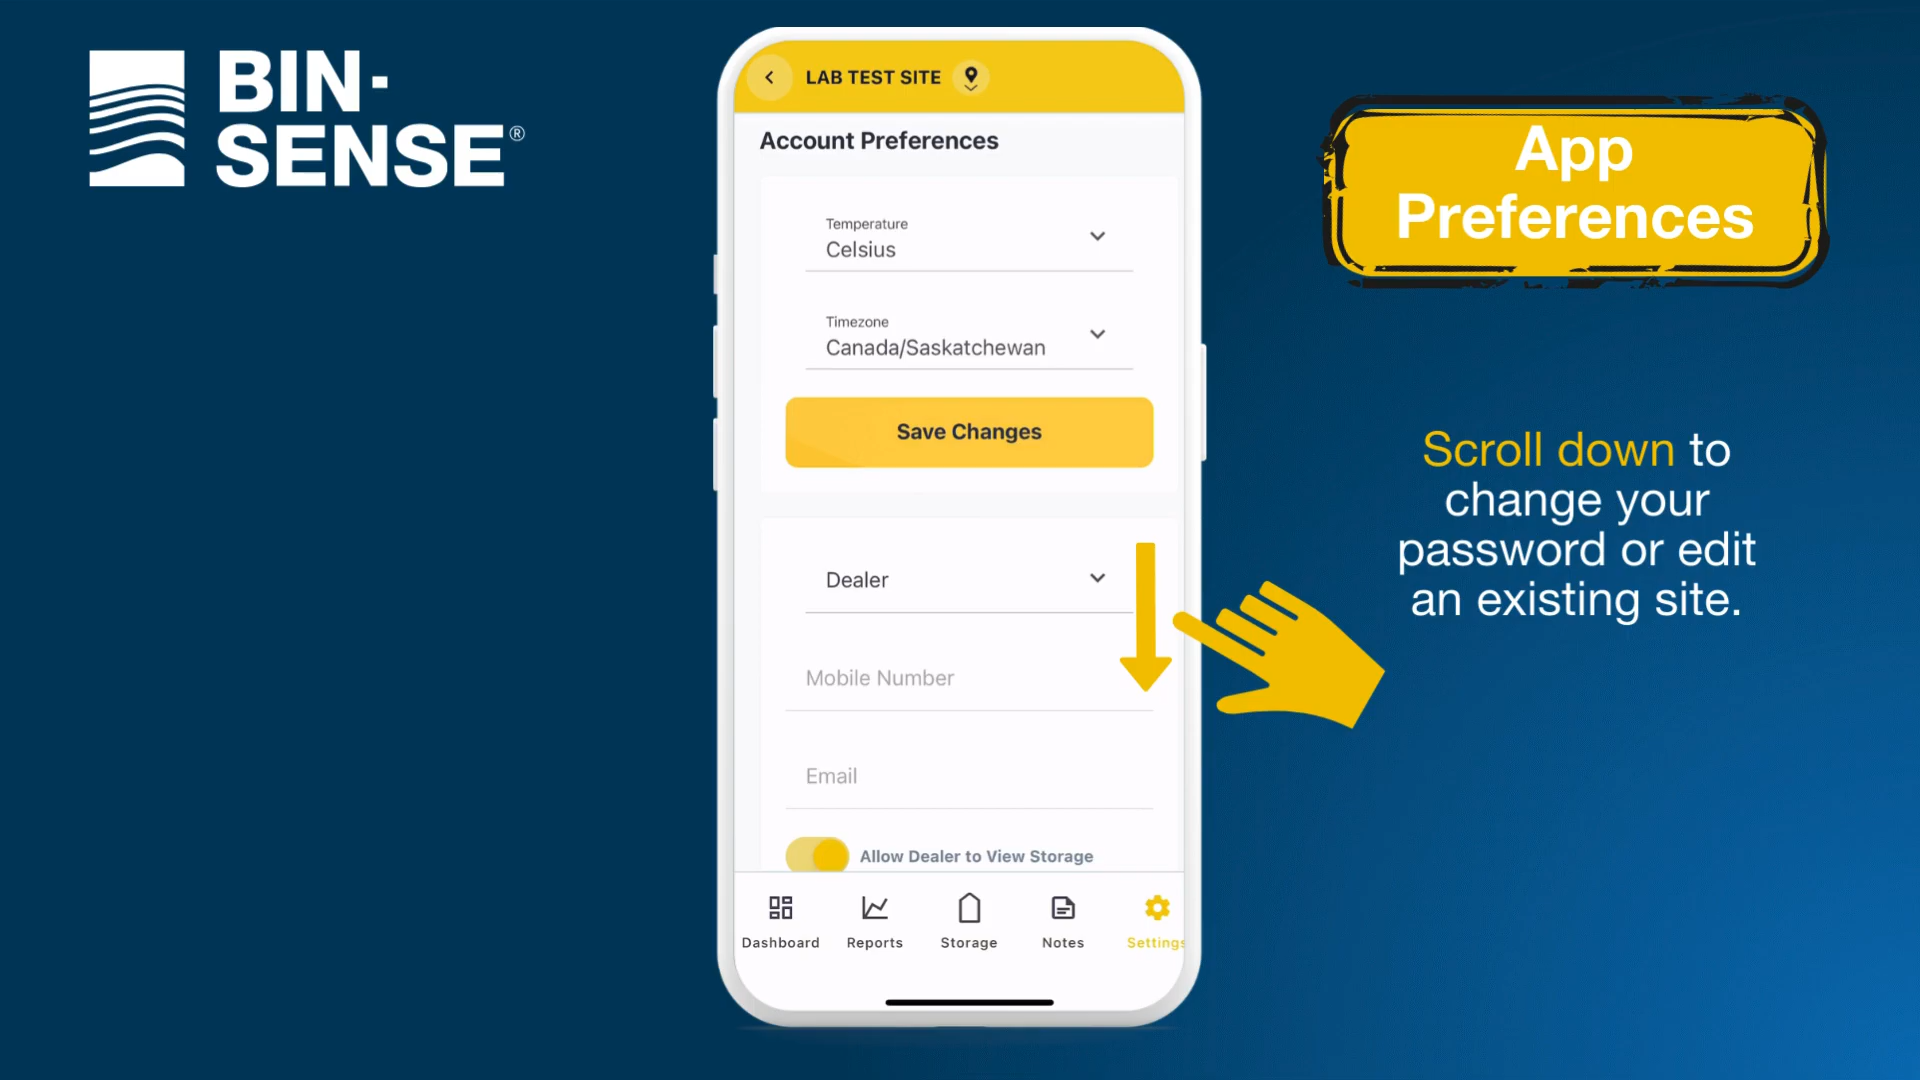 BIN-
SENSE®
LAB TEST SITE
Account Preferences
Temperature
Celsius
Timezone
Canada/Saskatchewan
Save Changes
Dealer
Mobile Number
Email
Allow Dealer to View Storage
Dashboard
Reports
Storage
Notes
Settings
App
Preferences
Scroll down to
change your
password or edit
an existing site.